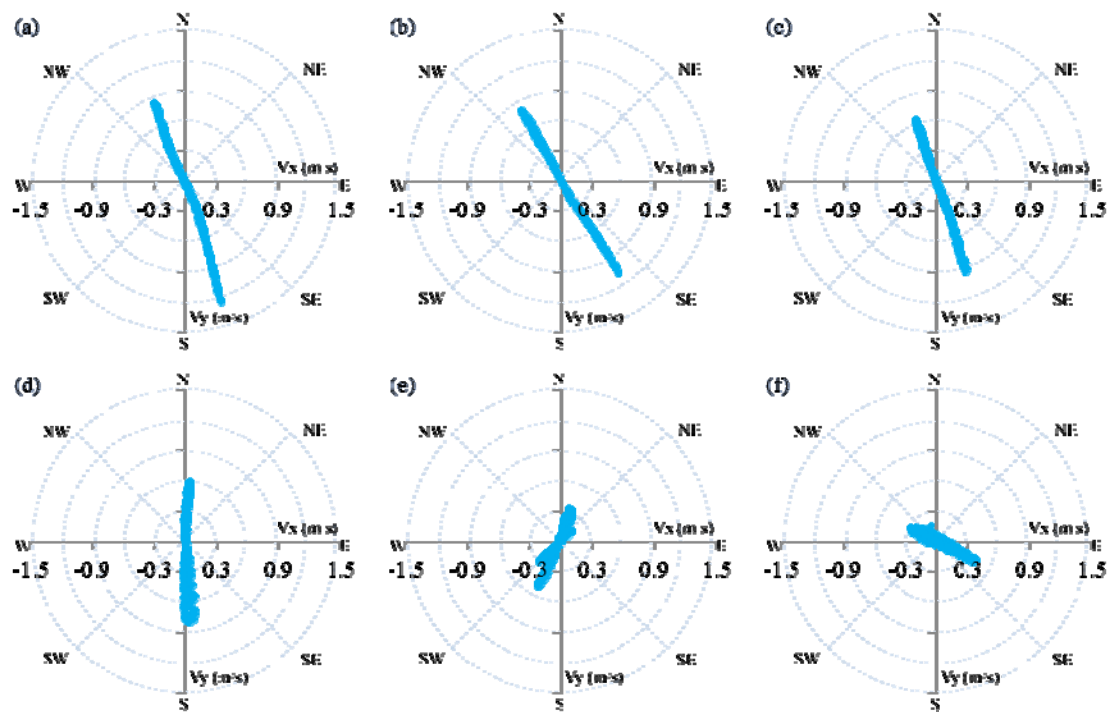 (a) N (b) N (c) N
NW NE NW NE NW NE
Vx (m s) Vx (m s) Vx (m s)
W E W E W E
-1.5 -0.9 -0.3 0.3 0.9 1.5 -1.5 -0.9 -0.3 0.3 0.9 1.5 -1.5 -0.9 -0.3 0.3 0.9 1.5
SW SE SW SE SW SE
Vy (m/s) Vy (m/s) Vy (m/s)
S S S
(d) N (e) N (f) N
NW NE NW NE NW NE
Vx (m s) Vx (m s) Vx (m s)
W E W E W E
-1.5 -0.9 -0.3 0.3 0.9 1.5 -1.5 -0.9 -0.3 0.3 0.9 1.5 -1.5 -0.9 -0.3 0.3 0.9 1.5
SW SE SW SE SW SE
Vy (m/s) Vy (m/s) Vy (m/s)
S S S